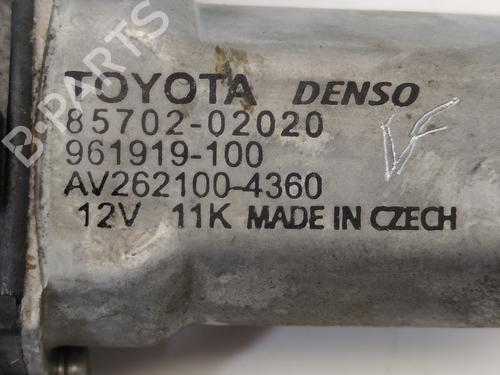 TOYOTA DENSO
85702-02020
961919-100
AV262100-4360
12V 11K MADE IN CZECH
B-PARTS